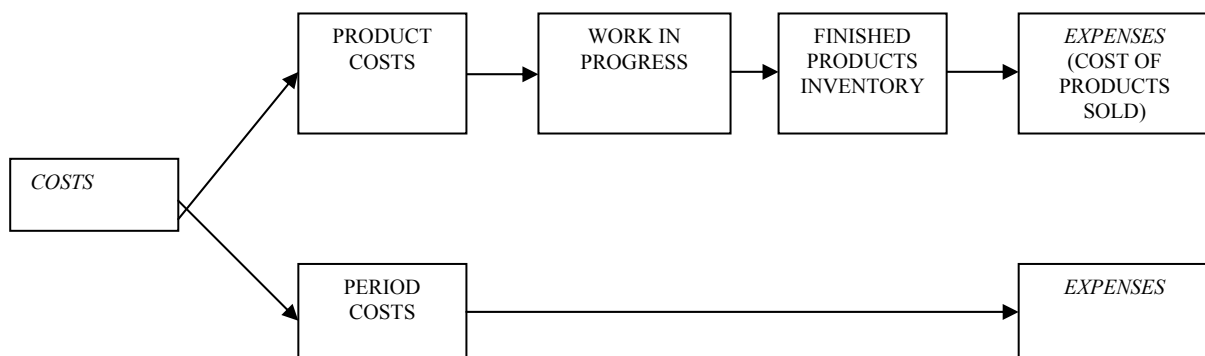 PRODUCT
COSTS
WORK IN
PROGRESS
FINISHED
PRODUCTS
INVENTORY
EXPENSES
(COST OF
PRODUCTS
SOLD)
COSTS
PERIOD
COSTS
EXPENSES